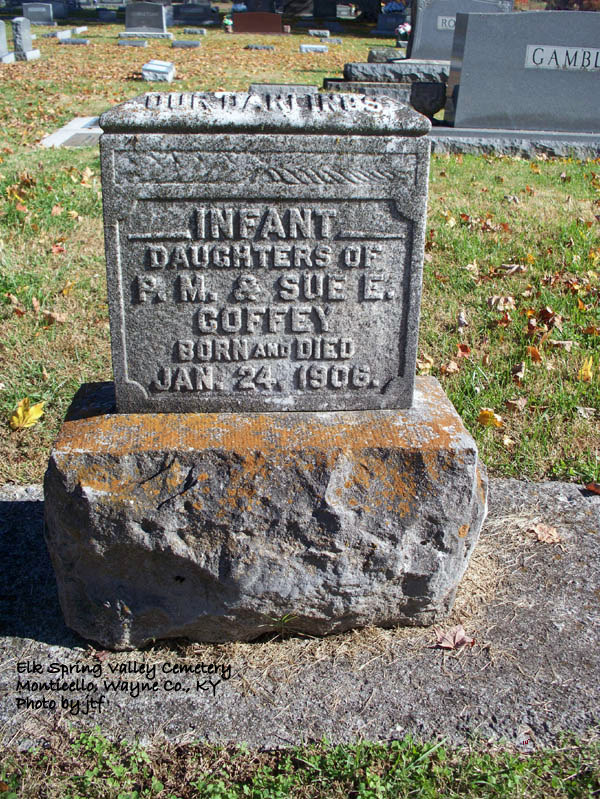 OUR DARLINGS
INFANT
DAUGHTERS OF
P. M. & SUE E.
COFFEY
BORN AND DIED
JAN. 24. 1906.
GAMBL
RO
Elk Spring Valley Cemetery
Monticello, Wayne Co., KY
Photo by jtf